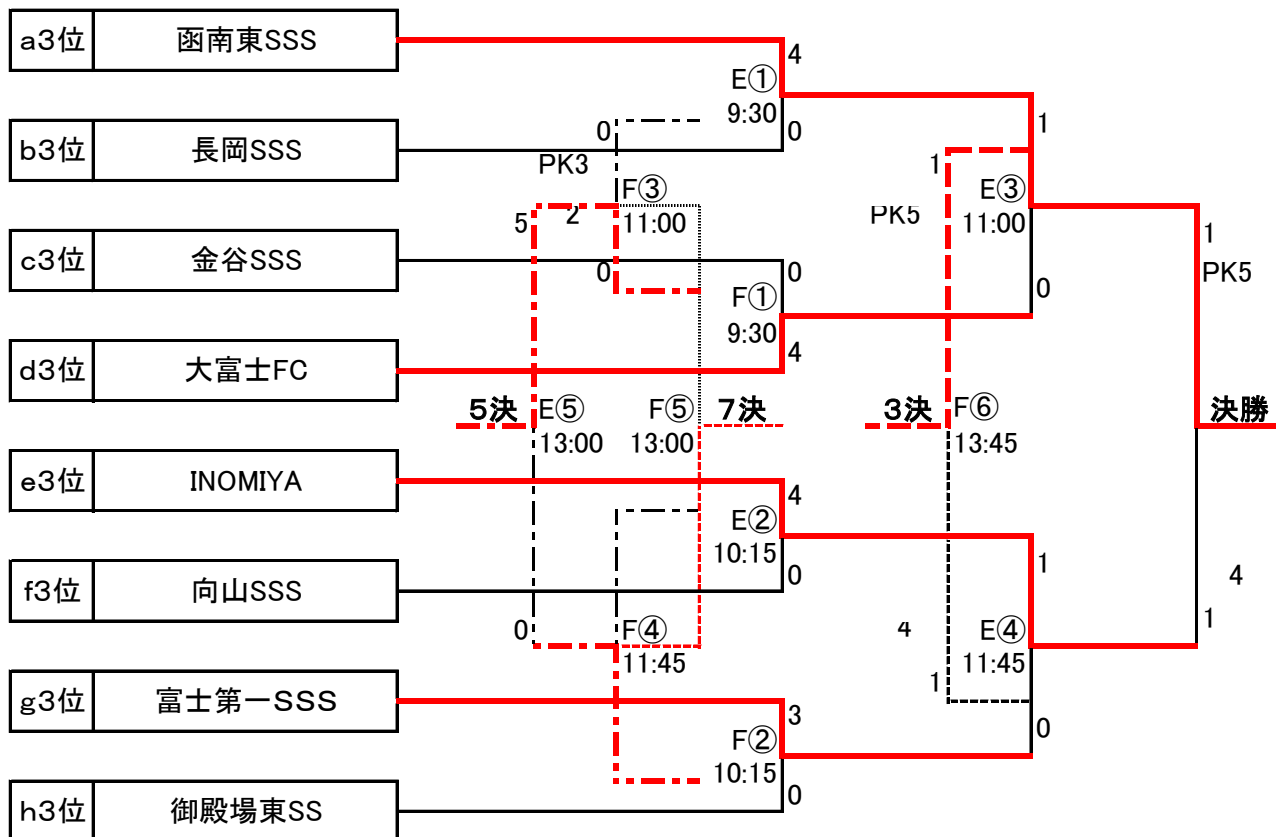 a3位 函南東SSS
4
E①
9:30
0
b3位 長岡SSS
0
PK3
F③
11:00
2
5
1
1
E③
11:00
PK5
c3位 金谷SSS
0
0
F①
9:30
4
0
1
PK5
d3位 大富士FC
5決
E⑤
13:00
F⑤
13:00
7決
3決
F⑥
13:45
決勝
e3位 INOMIYA
4
E②
10:15
0
f3位 向山SSS
0
F④
11:45
1
4
E④
11:45
1
4
1
g3位 富士第一SSS
3
F②
10:15
0
0
h3位 御殿場東SS